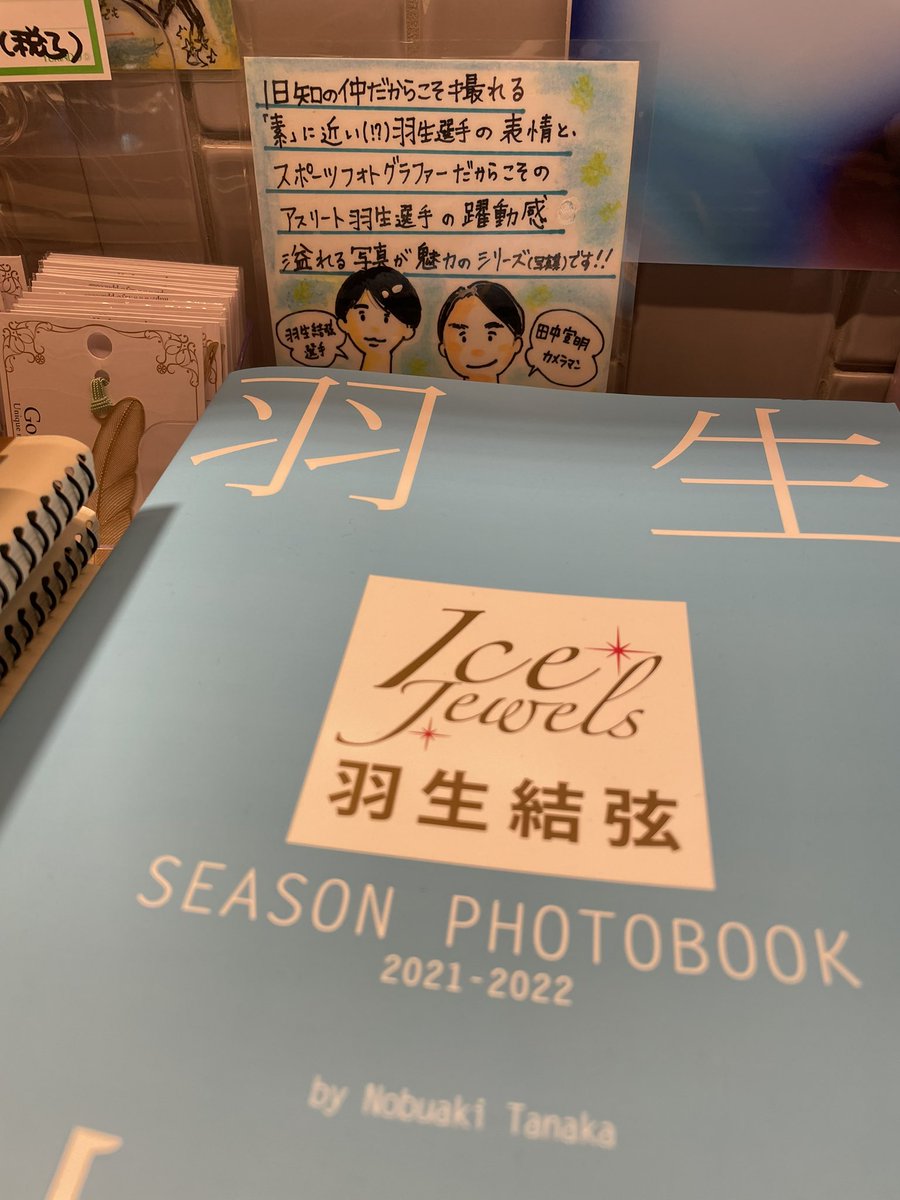 (税込)
旧知の仲だからこそ撮れる
「素」に近い(!?)羽生選手の表情と、
スポーツフォトグラファーだからこその
アスリート羽生選手の躍動感
溢れる写真が魅力のシリーズ(写真集)です!!
羽生結弦
選手
田中宣明
カメラマン
羽生
Ice
Jewels
羽生結弦
SEASON PHOTOBOOK
2021-2022
by Nobuaki Tanaka